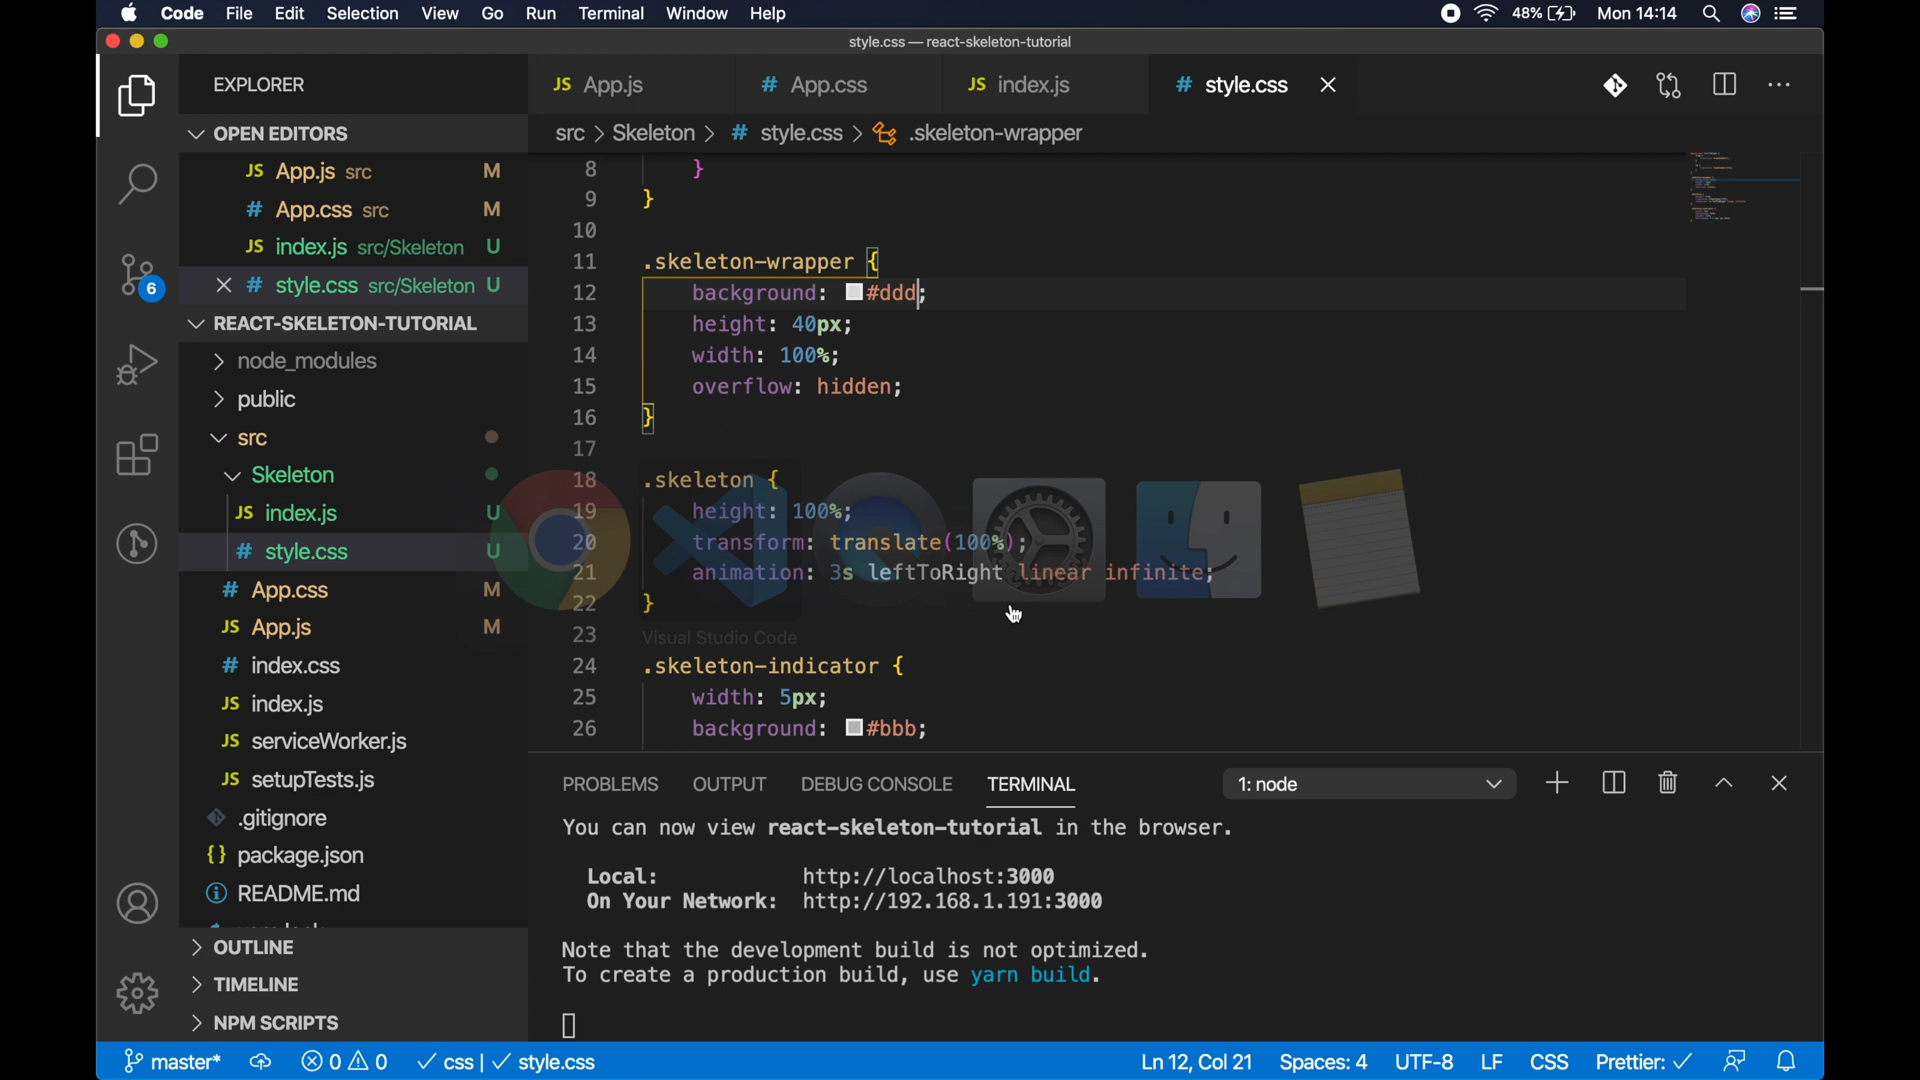 Code File Edit Selection View Go Run Terminal Window Help 48% Mon 14:14
style.css — react-skeleton-tutorial
EXPLORER
OPEN EDITORS
JS App.js src M
# App.css src M
JS index.js src/Skeleton U
# style.css src/Skeleton U
REACT-SKELETON-TUTORIAL
node_modules
public
src
Skeleton
JS index.js U
# style.css U
# App.css M
JS App.js M
# index.css
JS index.js
JS serviceWorker.js
JS setupTests.js
.gitignore
{} package.json
README.md
OUTLINE
TIMELINE
NPM SCRIPTS
6
JS App.js # App.css JS index.js # style.css
src > Skeleton > # style.css > .skeleton-wrapper
8 }
9 }
10
11 .skeleton-wrapper {
12 background: #ddd;
13 height: 40px;
14 width: 100%;
15 overflow: hidden;
16 }
17
18 .skeleton {
19 height: 100%;
20 transform: translate(100%);
21 animation: 3s leftToRight linear infinite;
22 }
23
Visual Studio Code
24 .skeleton-indicator {
25 width: 5px;
26 background: #bbb;
PROBLEMS OUTPUT DEBUG CONSOLE TERMINAL 1: node
You can now view react-skeleton-tutorial in the browser.
Local: http://localhost:3000
On Your Network: http://192.168.1.191:3000
Note that the development build is not optimized.
To create a production build, use yarn build.
master* 0 0 css | style.css Ln 12, Col 21 Spaces: 4 UTF-8 LF CSS Prettier: